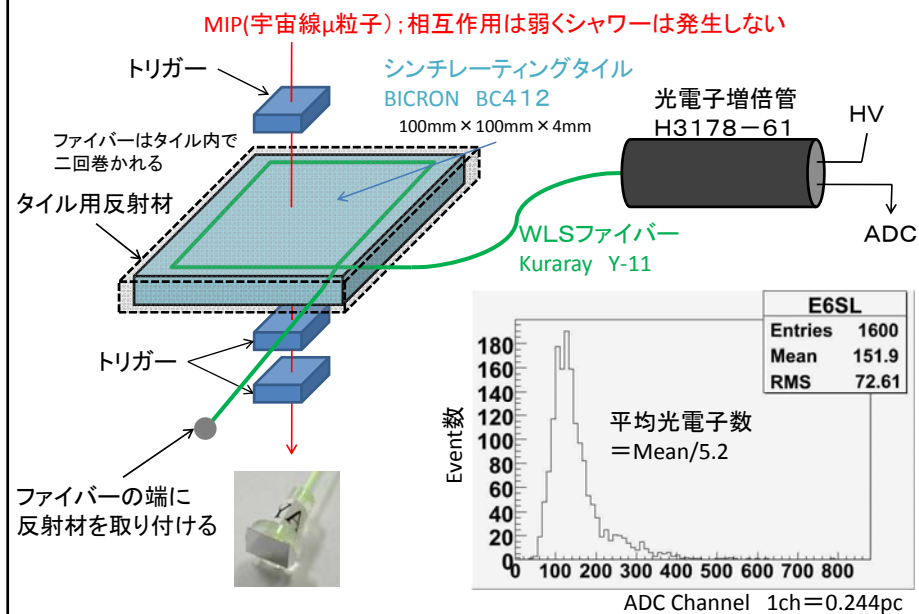 MIP(宇宙線μ粒子）;相互作用は弱くシャワーは発生しない
トリガー
シンチレーティングタイル
BICRON BC412
100mm×100mm×4mm
光電子増倍管
H3178－61
HV
ファイバーはタイル内で
二回巻かれる
タイル用反射材
ADC
WLSファイバー
Kuraray Y-11
トリガー
ファイバーの端に
反射材を取り付ける
E6SL
Entries 1600
Mean 151.9
RMS 72.61
平均光電子数
＝Mean/5.2
Event数
180
160
140
120
100
80
60
40
20
0
0 100 200 300 400 500 600 700 800
ADC Channel 1ch＝0.244pc